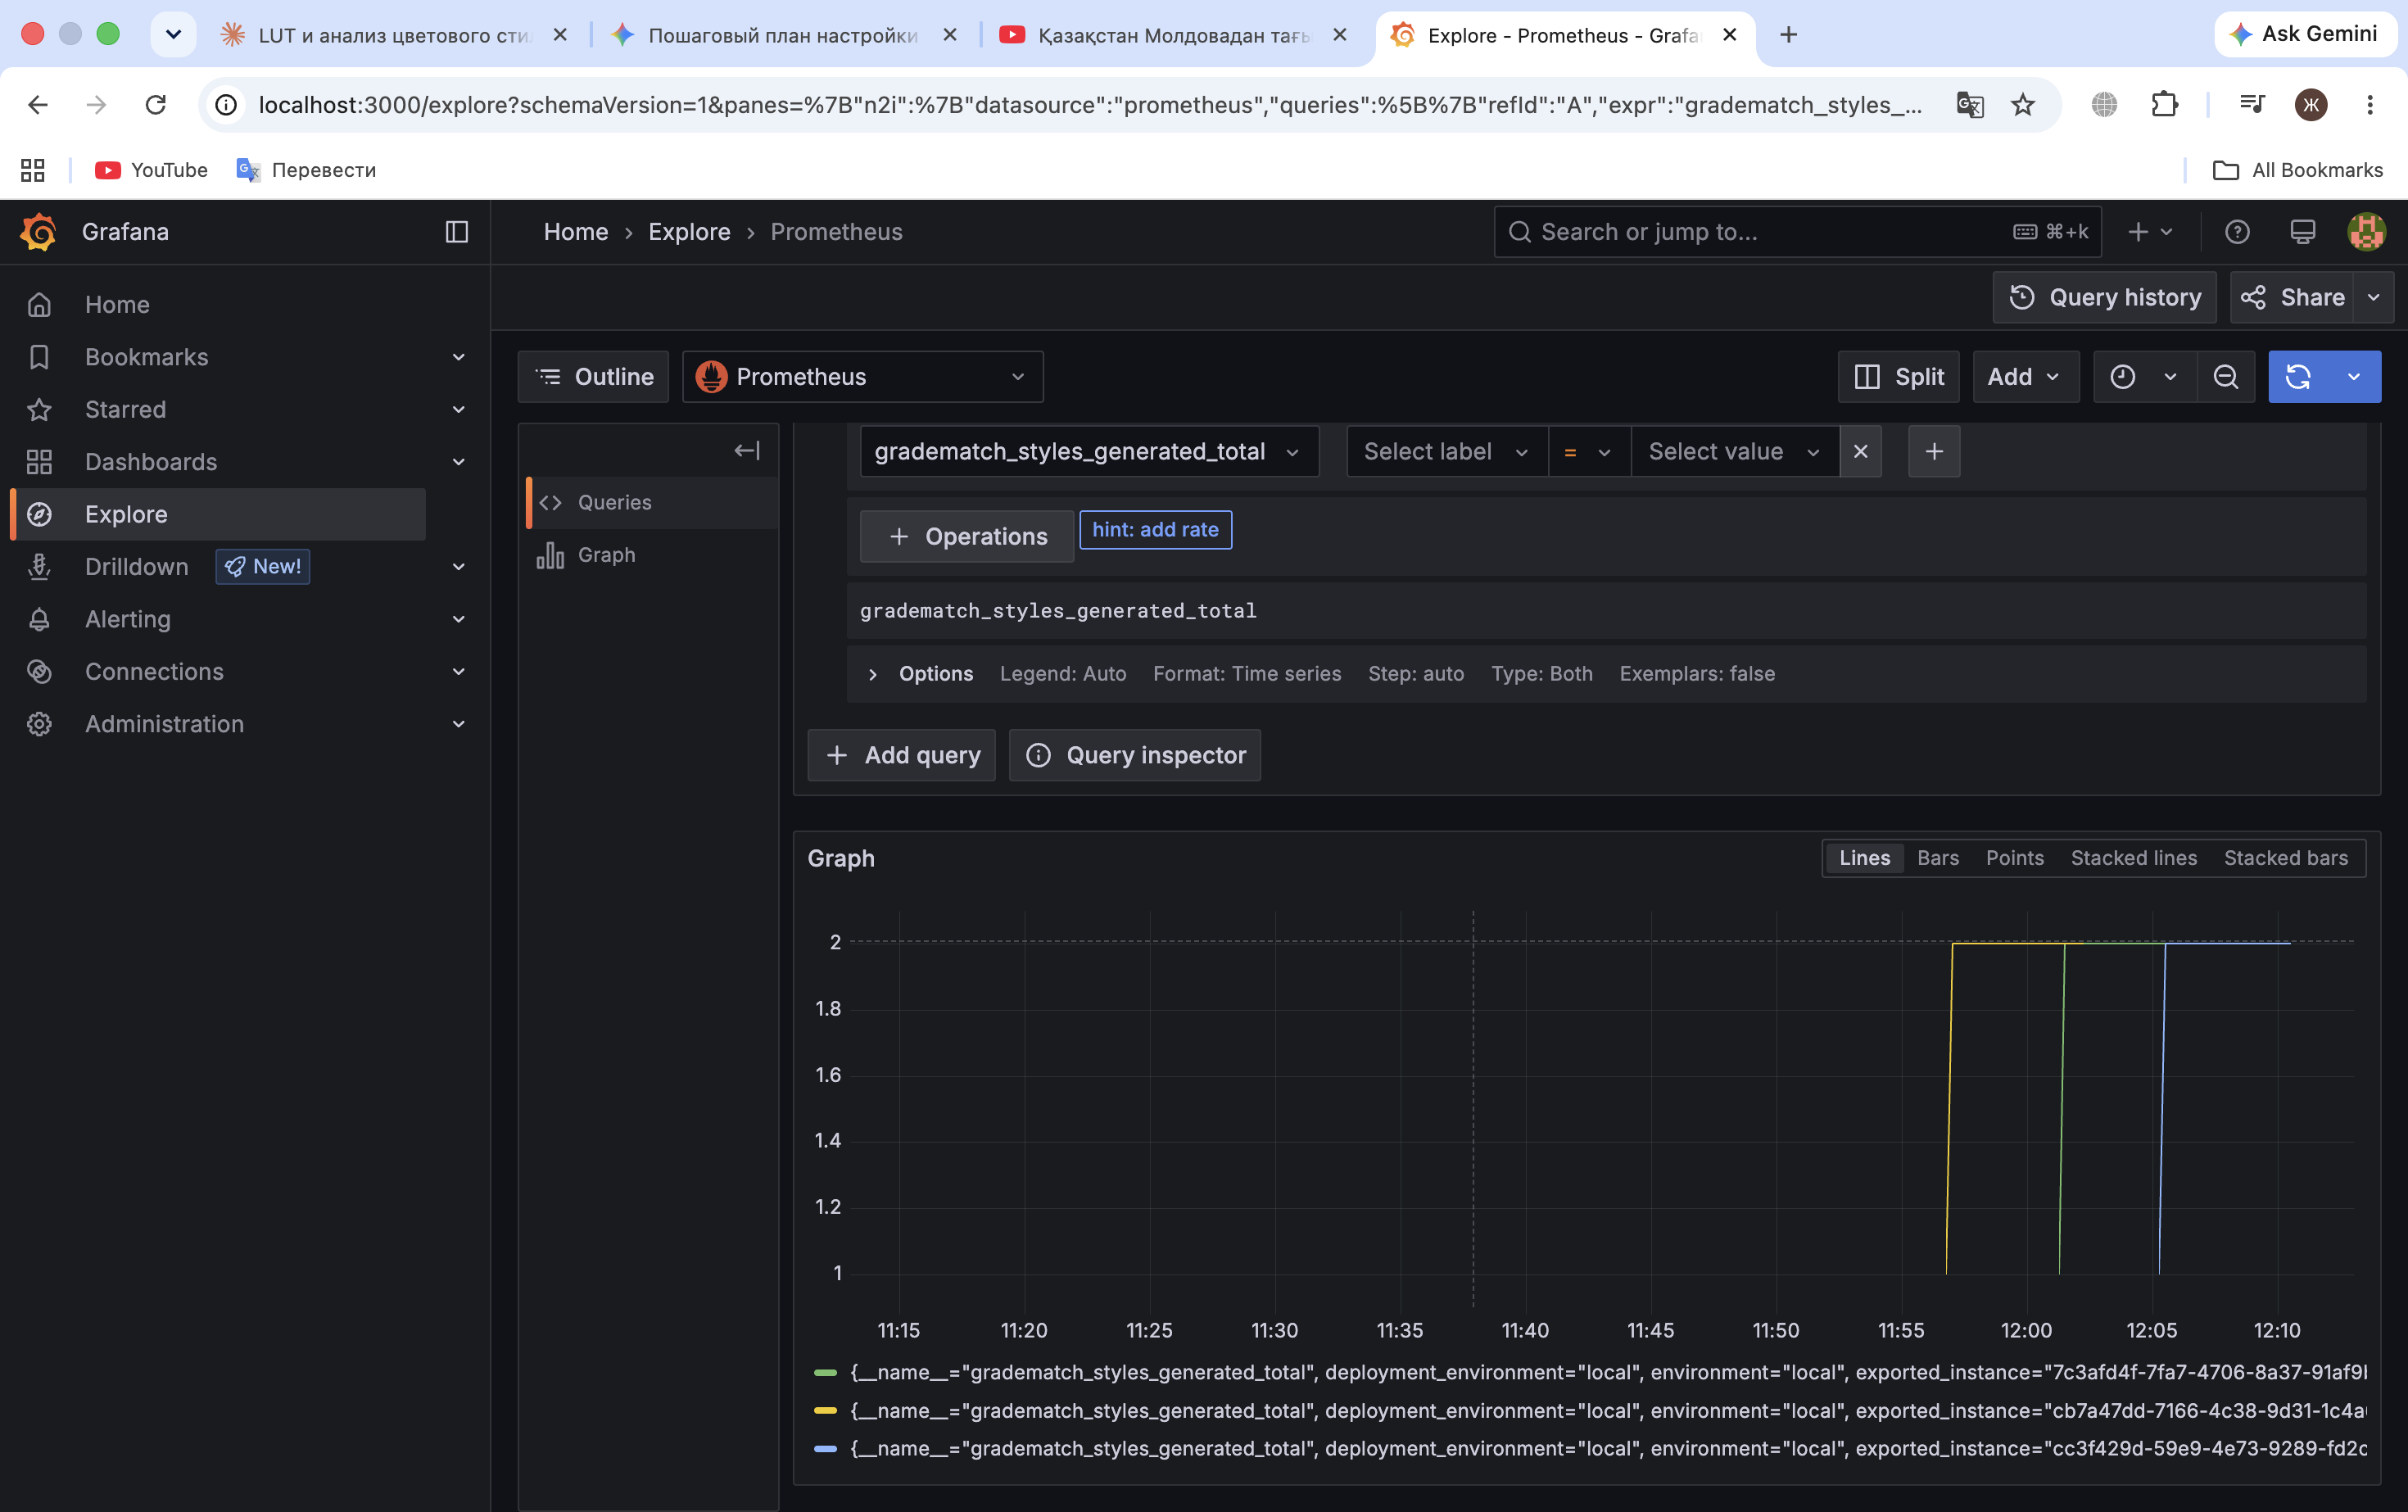 LUT и анализ цветового сти
Пошаговый план настройки
Қазақстан Молдовадан тағы
Explore - Prometheus - Grafa
Ask Gemini
localhost:3000/explore?schemaVersion=1&panes=%7B"n2i":%7B"datasource":"prometheus","queries":%5B%7B"refId":"A","expr":"gradematch_styles_...
Ж
YouTube
Перевести
All Bookmarks
Grafana
Home › Explore › Prometheus
Search or jump to...
⌘+k
Home
Bookmarks
Starred
Dashboards
Explore
Drilldown
New!
Alerting
Connections
Administration
Query history
Share
Outline
Prometheus
Split
Add
Queries
Graph
gradematch_styles_generated_total
Select label
=
Select value
+ Operations
hint: add rate
gradematch_styles_generated_total
Options Legend: Auto Format: Time series Step: auto Type: Both Exemplars: false
+ Add query
Query inspector
Graph
Lines Bars Points Stacked lines Stacked bars
2
1.8
1.6
1.4
1.2
1
11:15 11:20 11:25 11:30 11:35 11:40 11:45 11:50 11:55 12:00 12:05 12:10
{__name__="gradematch_styles_generated_total", deployment_environment="local", environment="local", exported_instance="7c3afd4f-7fa7-4706-8a37-91af9
{__name__="gradematch_styles_generated_total", deployment_environment="local", environment="local", exported_instance="cb7a47dd-7166-4c38-9d31-1c4a
{__name__="gradematch_styles_generated_total", deployment_environment="local", environment="local", exported_instance="cc3f429d-59e9-4e73-9289-fd2c